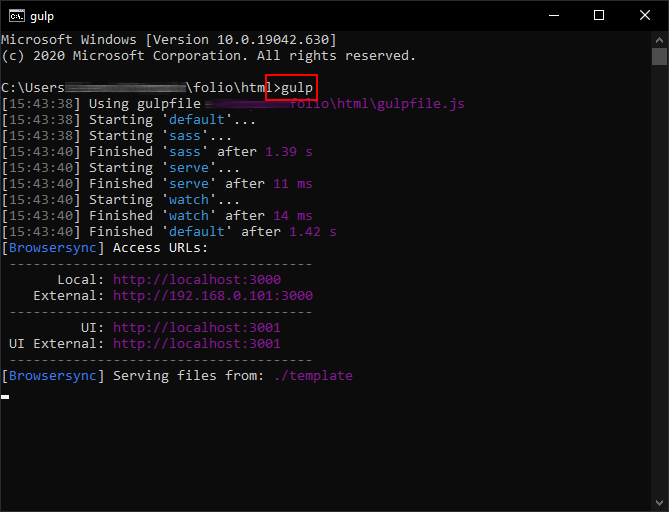 gulp
Microsoft Windows [Version 10.0.19042.630]
(c) 2020 Microsoft Corporation. All rights reserved.
C:\Users \folio\html>gulp
[15:43:38] Using gulpfile folio\html\gulpfile.js
[15:43:38] Starting 'default'...
[15:43:38] Starting 'sass'...
[15:43:40] Finished 'sass' after 1.39 s
[15:43:40] Starting 'serve'...
[15:43:40] Finished 'serve' after 11 ms
[15:43:40] Starting 'watch'...
[15:43:40] Finished 'watch' after 14 ms
[15:43:40] Finished 'default' after 1.42 s
[Browsersync] Access URLs:
--------------------------------------
Local: http://localhost:3000
External: http://192.168.0.101:3000
--------------------------------------
UI: http://localhost:3001
UI External: http://localhost:3001
--------------------------------------
[Browsersync] Serving files from: ./template